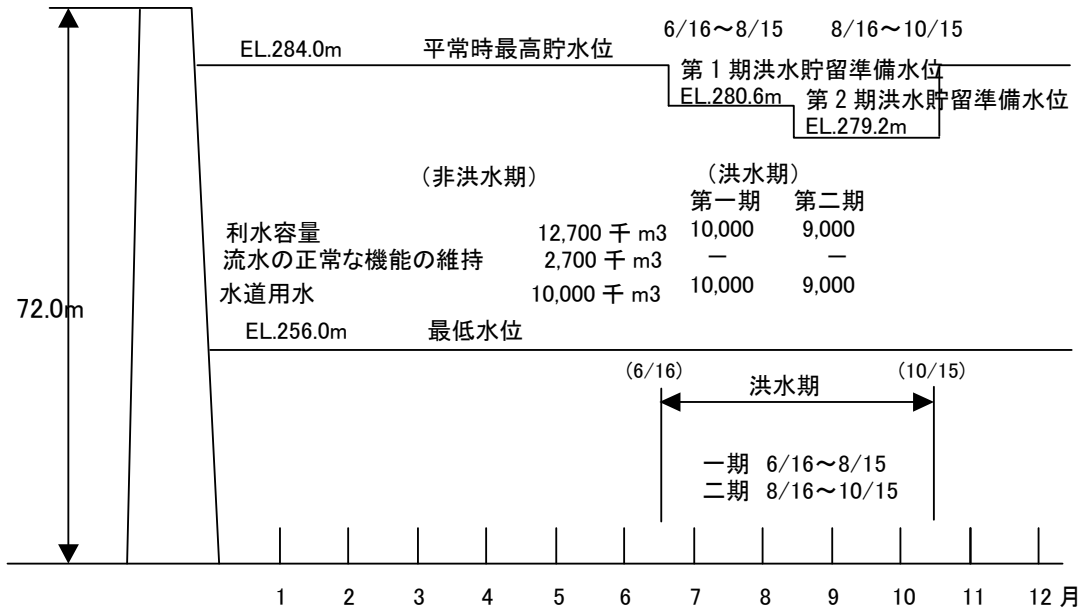 6/16～8/15 8/16～10/15
EL.284.0m 平常時最高貯水位
第1期洪水貯留準備水位
EL.280.6m 第2期洪水貯留準備水位
EL.279.2m
(非洪水期) (洪水期)
第一期 第二期
利水容量 12,700 千 m3 10,000 9,000
流水の正常な機能の維持 2,700 千 m3 － －
水道用水 10,000 千 m3 10,000 9,000
72.0m
EL.256.0m 最低水位
(6/16) (10/15)
洪水期
一期 6/16～8/15
二期 8/16～10/15
1 2 3 4 5 6 7 8 9 10 11 12 月